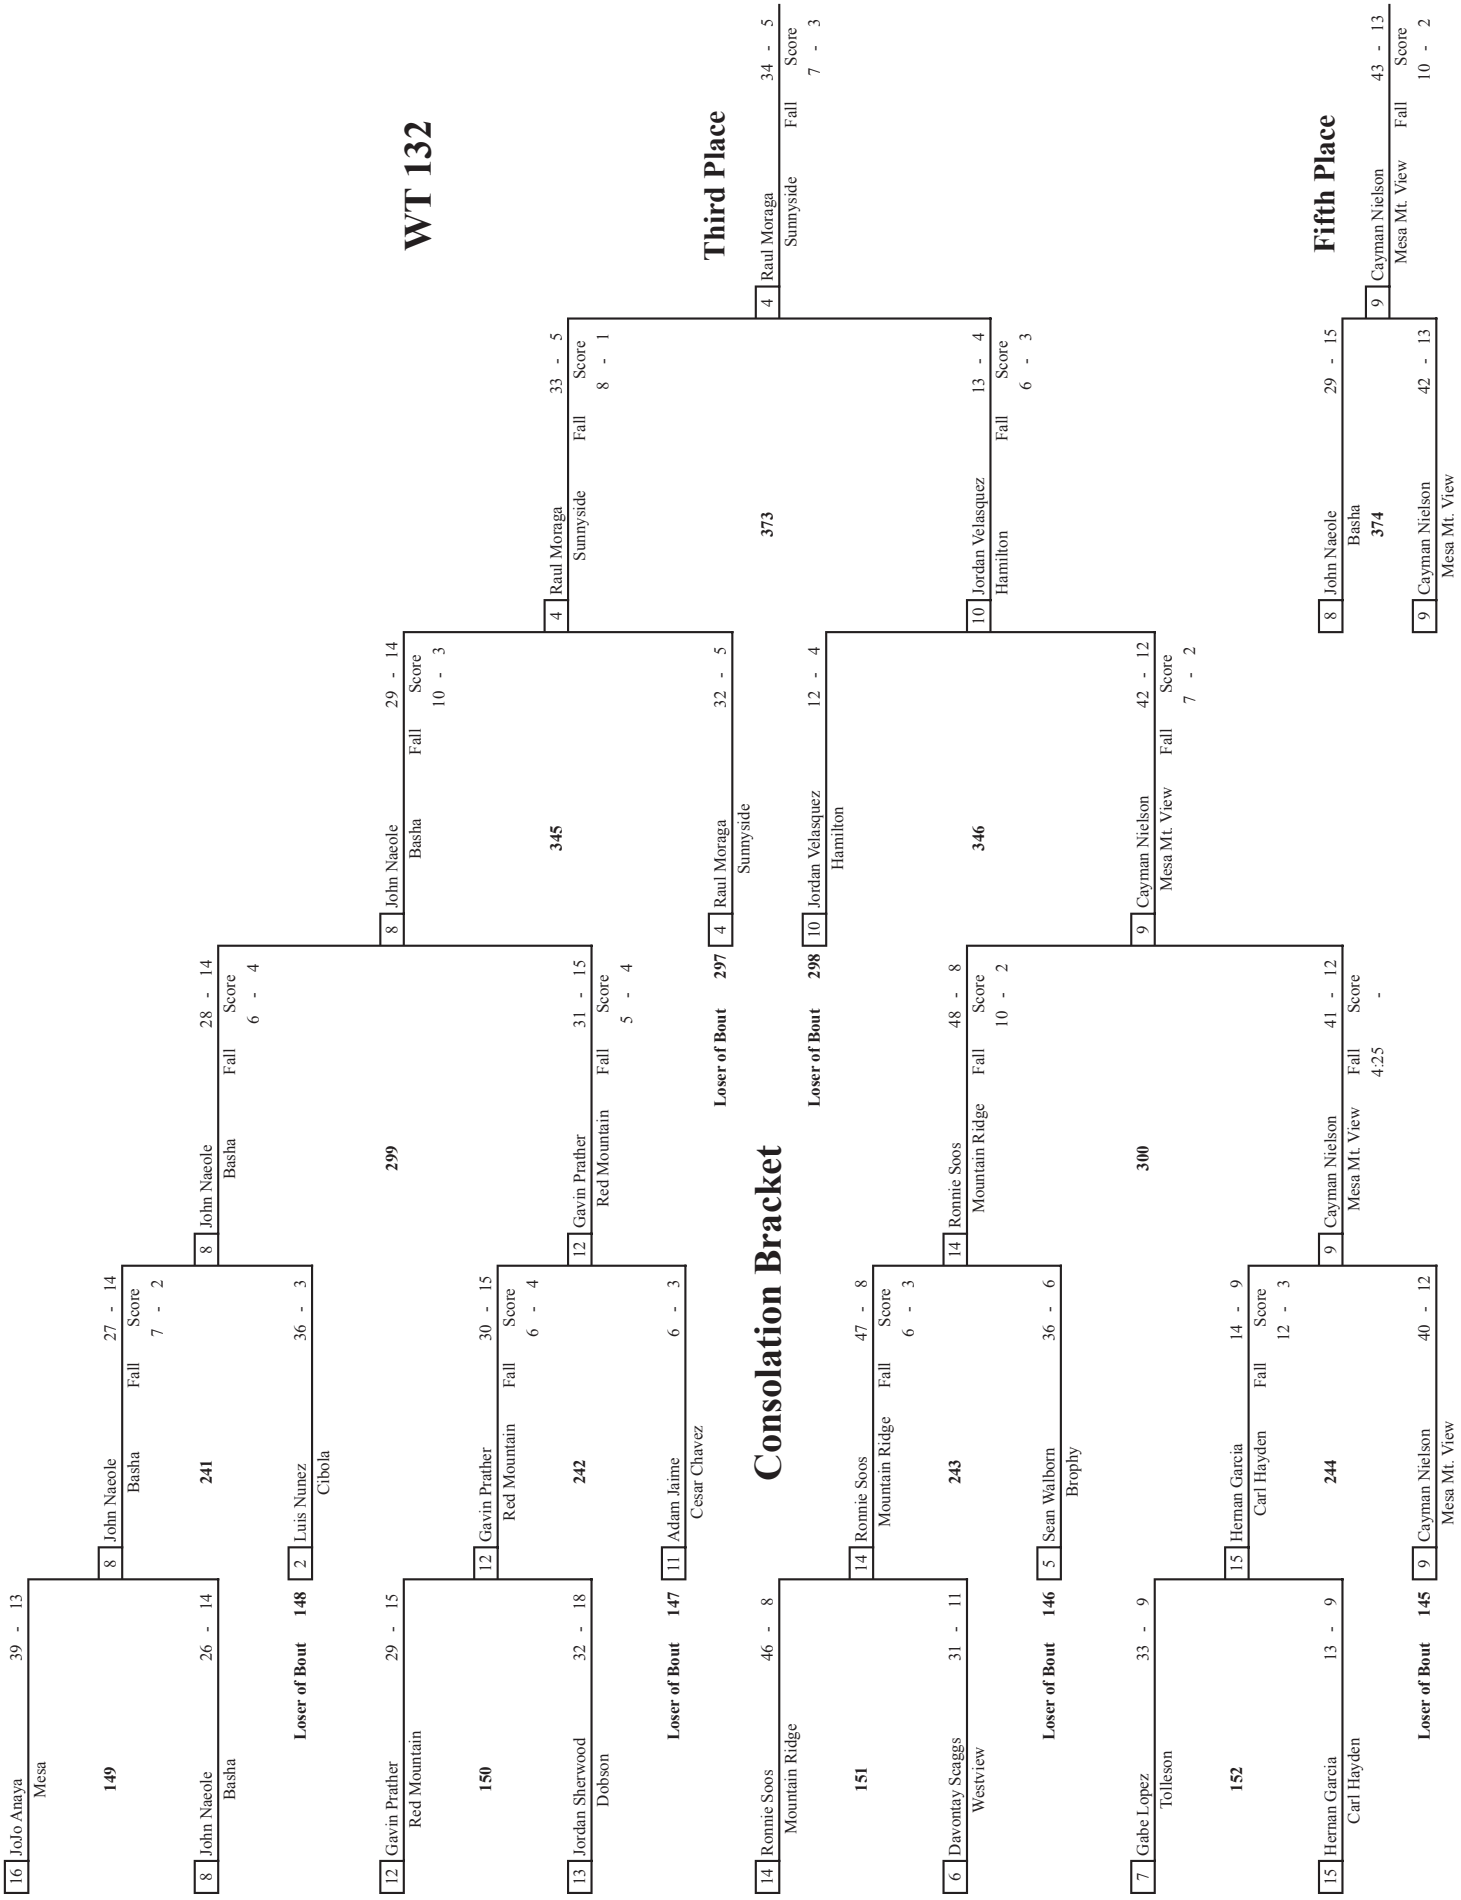 WT 132
Consolation Bracket
16 JoJo Anaya 39 - 13
Mesa
149
8 John Naeole 26 - 14
Basha
Loser of Bout 148
12 Gavin Prather 29 - 15
Red Mountain
150
13 Jordan Sherwood 32 - 18
Dobson
Loser of Bout 147
14 Ronnie Soos 46 - 8
Mountain Ridge
151
6 Davontay Scaggs 31 - 11
Westview
Loser of Bout 146
7 Gabe Lopez 33 - 9
Tolleson
152
15 Hernan Garcia 13 - 9
Carl Hayden
Loser of Bout 145
8 John Naeole 27 - 14
Basha Fall Score
7 - 2
241
2 Luis Nunez 36 - 3
Cibola
12 Gavin Prather 30 - 15
Red Mountain Fall Score
6 - 4
242
11 Adam Jaime 6 - 3
Cesar Chavez
14 Ronnie Soos 47 - 8
Mountain Ridge Fall Score
6 - 3
243
5 Sean Walborn 36 - 6
Brophy
15 Hernan Garcia 14 - 9
Carl Hayden Fall Score
12 - 3
244
9 Cayman Nielson 40 - 12
Mesa Mt. View
8 John Naeole 28 - 14
Basha Fall Score
6 - 4
299
12 Gavin Prather 31 - 15
Red Mountain Fall Score
5 - 4
Loser of Bout 297
Loser of Bout 298
14 Ronnie Soos 48 - 8
Mountain Ridge Fall Score
10 - 2
300
9 Cayman Nielson 41 - 12
Mesa Mt. View Fall Score
4:25 -
8 John Naeole 29 - 14
Basha Fall Score
10 - 3
345
4 Raul Moraga 32 - 5
Sunnyside
10 Jordan Velasquez 12 - 4
Hamilton
346
9 Cayman Nielson 42 - 12
Mesa Mt. View Fall Score
7 - 2
4 Raul Moraga 33 - 5
Sunnyside Fall Score
8 - 1
373
10 Jordan Velasquez 13 - 4
Hamilton Fall Score
6 - 3
8 John Naeole 29 - 15
Basha
374
9 Cayman Nielson 42 - 13
Mesa Mt. View
Third Place
4 Raul Moraga 34 - 5
Sunnyside Fall Score
7 - 3
Fifth Place
9 Cayman Nielson 43 - 13
Mesa Mt. View Fall Score
10 - 2